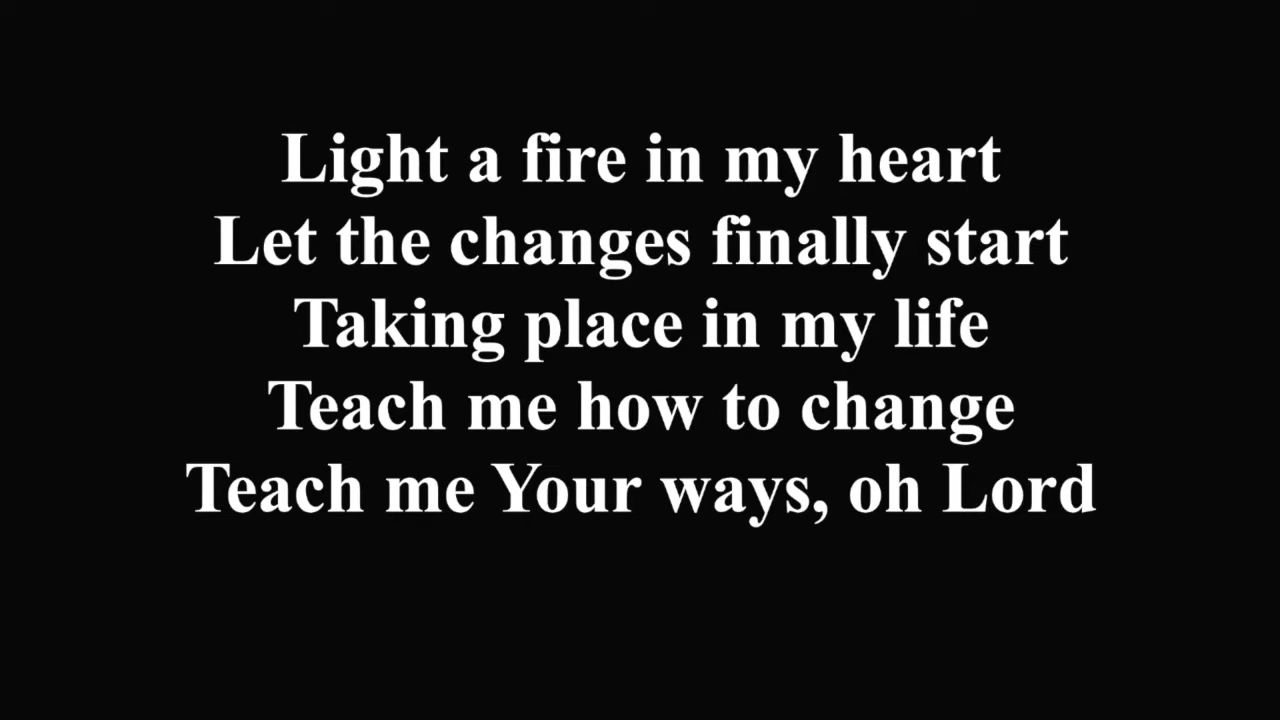 Light a fire in my heart
Let the changes finally start
Taking place in my life
Teach me how to change
Teach me Your ways, oh Lord